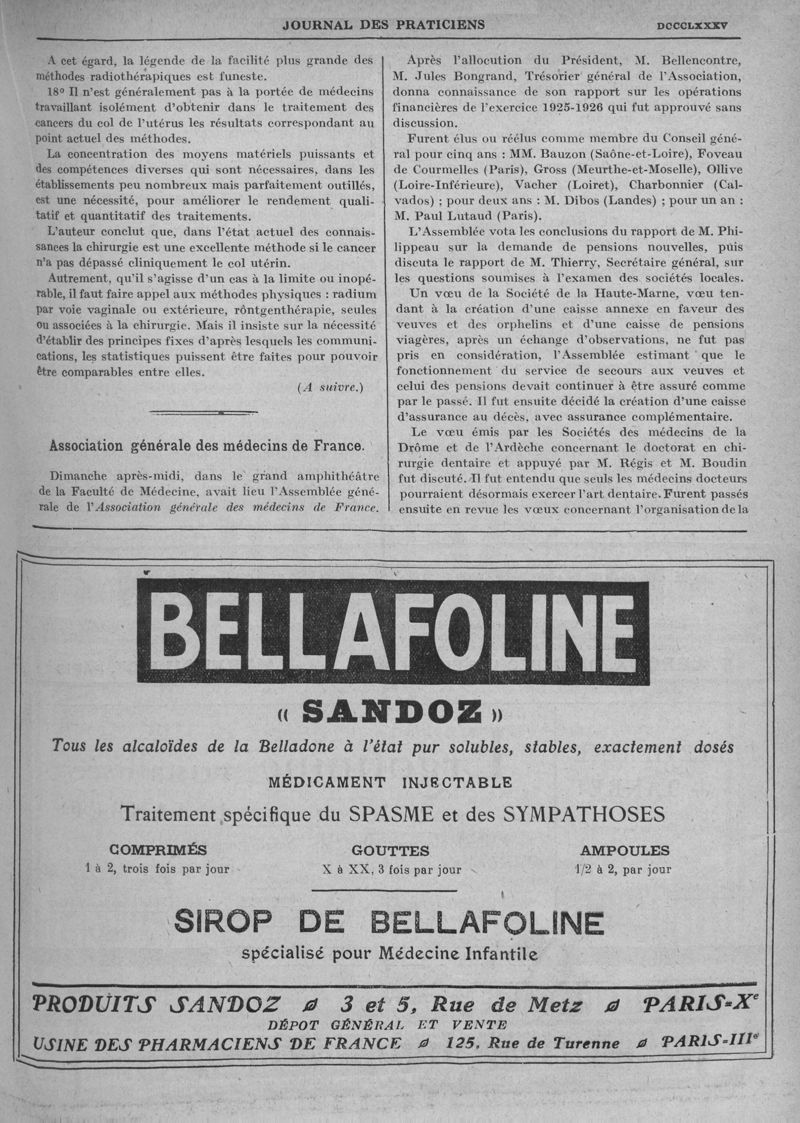 JOURNAL DES PRATICIENS
DCCCLXXXV
A cet égard, la légende de la facilité plus grande des
méthodes radiothérapiques est funeste.
18º Il n'est généralement pas à la portée de médecins
travaillant isolément d'obtenir dans le traitement des
cancers du col de l'utérus les résultats correspondant au
point actuel des méthodes.
La concentration des moyens matériels puissants et
des compétences diverses qui sont nécessaires, dans les
établissements peu nombreux mais parfaitement outillés,
est une nécessité, pour améliorer le rendement quali-
tatif et quantitatif des traitements.
L'auteur conclut que, dans l'état actuel des connais-
sances la chirurgie est une excellente méthode si le cancer
n'a pas dépassé cliniquement le col utérin.
Autrement, qu'il s'agisse d'un cas à la limite ou inopé-
rable, il faut faire appel aux méthodes physiques : radium
par voie vaginale ou extérieure, röntgenthérapie, seules
ou associées à la chirurgie. Mais il insiste sur la nécessité
d'établir des principes fixes d'après lesquels les communi-
cations, les statistiques puissent être faites pour pouvoir
être comparables entre elles.
(A suivre.)
Association générale des médecins de France.
Dimanche après-midi, dans le grand amphithéâtre
de la Faculté de Médecine, avait lieu l'Assemblée géné-
rale de l'Association générale des médecins de France.
Après l'allocution du Président, M. Bellencontre,
M. Jules Bongrand, Trésorier général de l'Association,
donna connaissance de son rapport sur les opérations
financières de l'exercice 1925-1926 qui fut approuvé sans
discussion.
Furent élus ou réélus comme membre du Conseil géné-
ral pour cinq ans : MM. Bauzon (Saône-et-Loire), Foveau
de Courmelles (Paris), Gross (Meurthe-et-Moselle), Ollive
(Loire-Inférieure), Vacher (Loiret), Charbonnier (Cal-
vados) ; pour deux ans : M. Dibos (Landes) ; pour un an :
M. Paul Lutaud (Paris).
L'Assemblée vota les conclusions du rapport de M. Phi-
lippeau sur la demande de pensions nouvelles, puis
discuta le rapport de M. Thierry, Secrétaire général, sur
les questions soumises à l'examen des sociétés locales.
Un vœu de la Société de la Haute-Marne, vœu ten-
dant à la création d'une caisse annexe en faveur des
veuves et des orphelins et d'une caisse de pensions
viagères, après un échange d'observations, ne fut pas
pris en considération, l'Assemblée estimant que le
fonctionnement du service de secours aux veuves et
celui des pensions devait continuer à être assuré comme
par le passé. Il fut ensuite décidé la création d'une caisse
d'assurance au décès, avec assurance complémentaire.
Le vœu émis par les Sociétés des médecins de la
Drôme et de l'Ardèche concernant le doctorat en chi-
rurgie dentaire et appuyé par M. Régis et M. Boudin
fut discuté. Il fut entendu que seuls les médecins docteurs
pourraient désormais exercer l'art dentaire. Furent passés
ensuite en revue les vœux concernant l'organisation de la
BELLAFOLINE
« SANDOZ »
Tous les alcaloïdes de la Belladone à l'état pur solubles, stables, exactement dosés
MÉDICAMENT INJECTABLE
Traitement spécifique du SPASME et des SYMPATHOSES
COMPRIMÉS
1 à 2, trois fois par jour
GOUTTES
X à XX, 3 fois par jour
AMPOULES
1/2 à 2, par jour
SIROP DE BELLAFOLINE
spécialisé pour Médecine Infantile
PRODUITS SANDOZ 3 et 5, Rue de Metz PARIS-Xe
DÉPOT GÉNÉRAL ET VENTE
USINE DES PHARMACIENS DE FRANCE 125, Rue de Turenne PARIS-IIIe